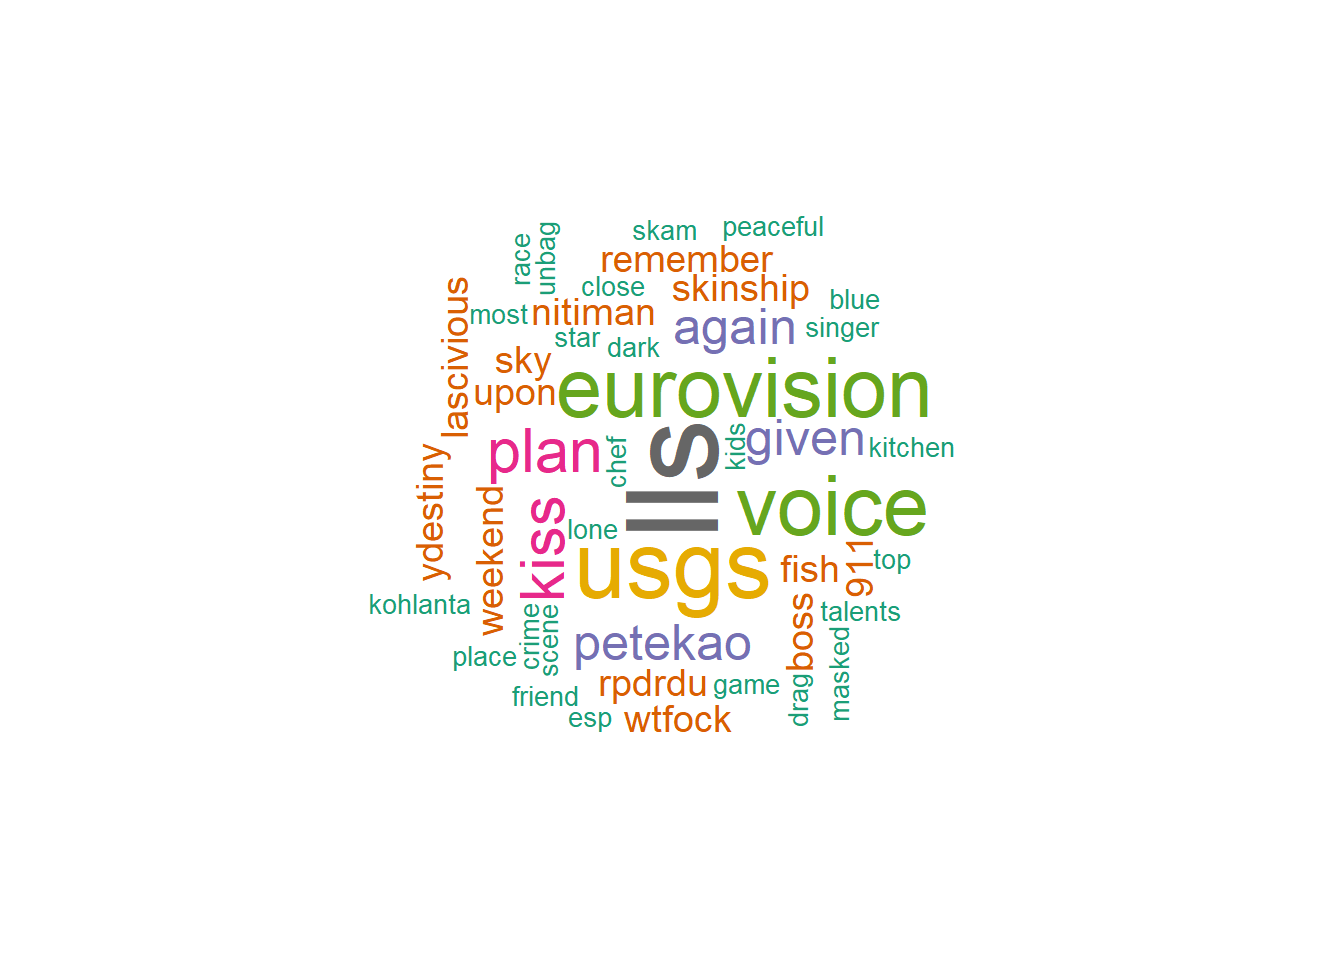 skam
peaceful
race
unbag
remember
close
skinship
blue
lascivious
most
nitiman
again
singer
star
dark
sky
upon
eurovision
plan
chef
lls
kids
given
kitchen
ydestiny
weekend
kiss
lone
voice
usgs
fish
911
top
kohlanta
crime
scene
petekao
boss
talents
place
masked
rpdrdu
game
drag
friend
esp
wtfock